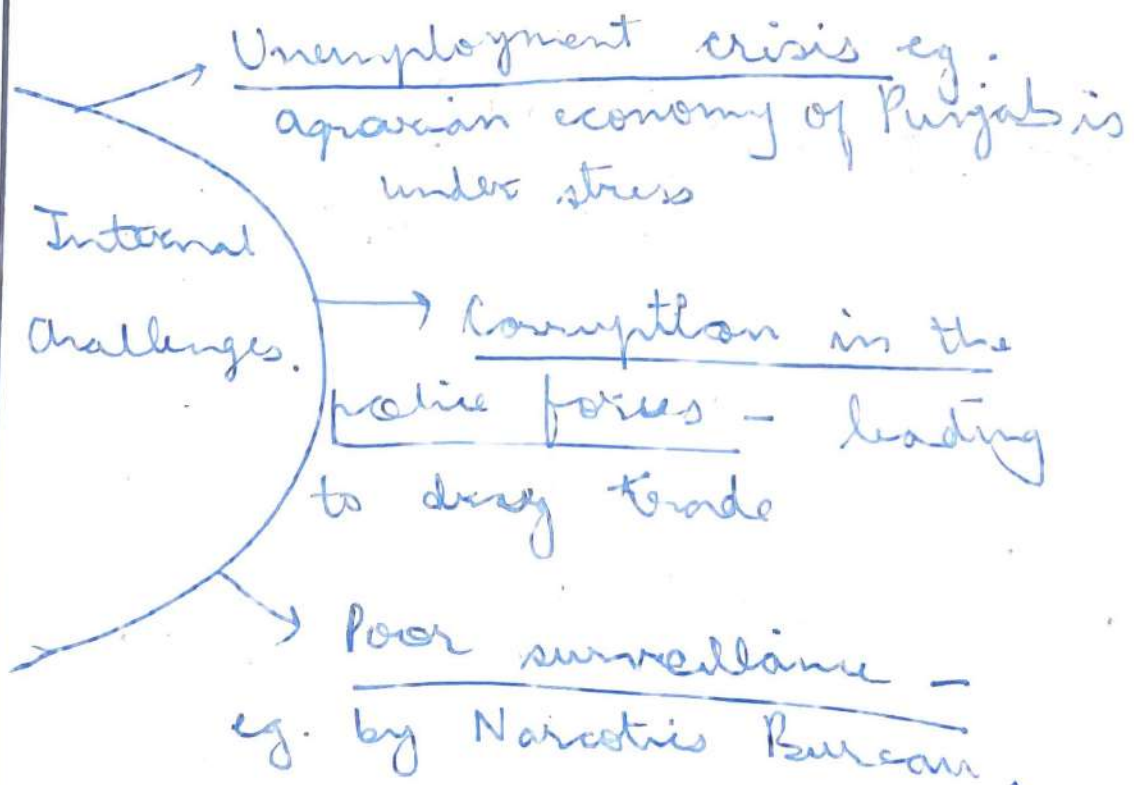 Unemployment crisis eg.
agrarian economy of Punjab is
under stress
Internal
Challenges.
Corruption in the
police forces - leading
to drug trade
Poor surveillance -
eg. by Narcotics Bureau.